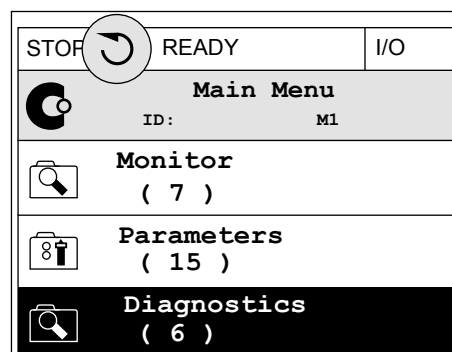 STOP READY I/O
Main Menu
ID: M1
Monitor
( 7 )
Parameters
( 15 )
Diagnostics
( 6 )